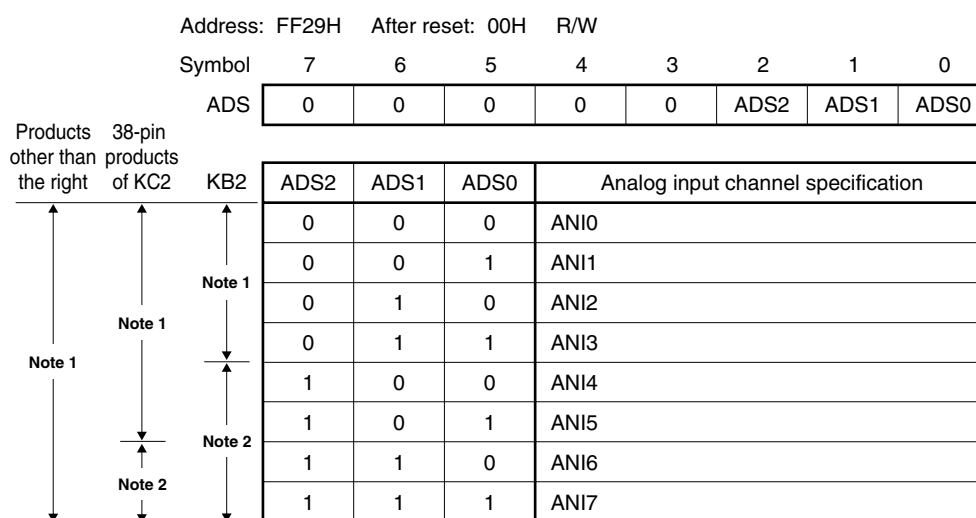 Address: FF29H After reset: 00H R/W
Symbol 7 6 5 4 3 2 1 0
ADS 0 0 0 0 0 ADS2 ADS1 ADS0
Products other than the right
38-pin products of KC2
KB2
ADS2 ADS1 ADS0 Analog input channel specification
0 0 0 ANI0
0 0 1 ANI1
Note 1
0 1 0 ANI2
Note 1
0 1 1 ANI3
Note 1
1 0 0 ANI4
1 0 1 ANI5
Note 2
1 1 0 ANI6
Note 2
1 1 1 ANI7